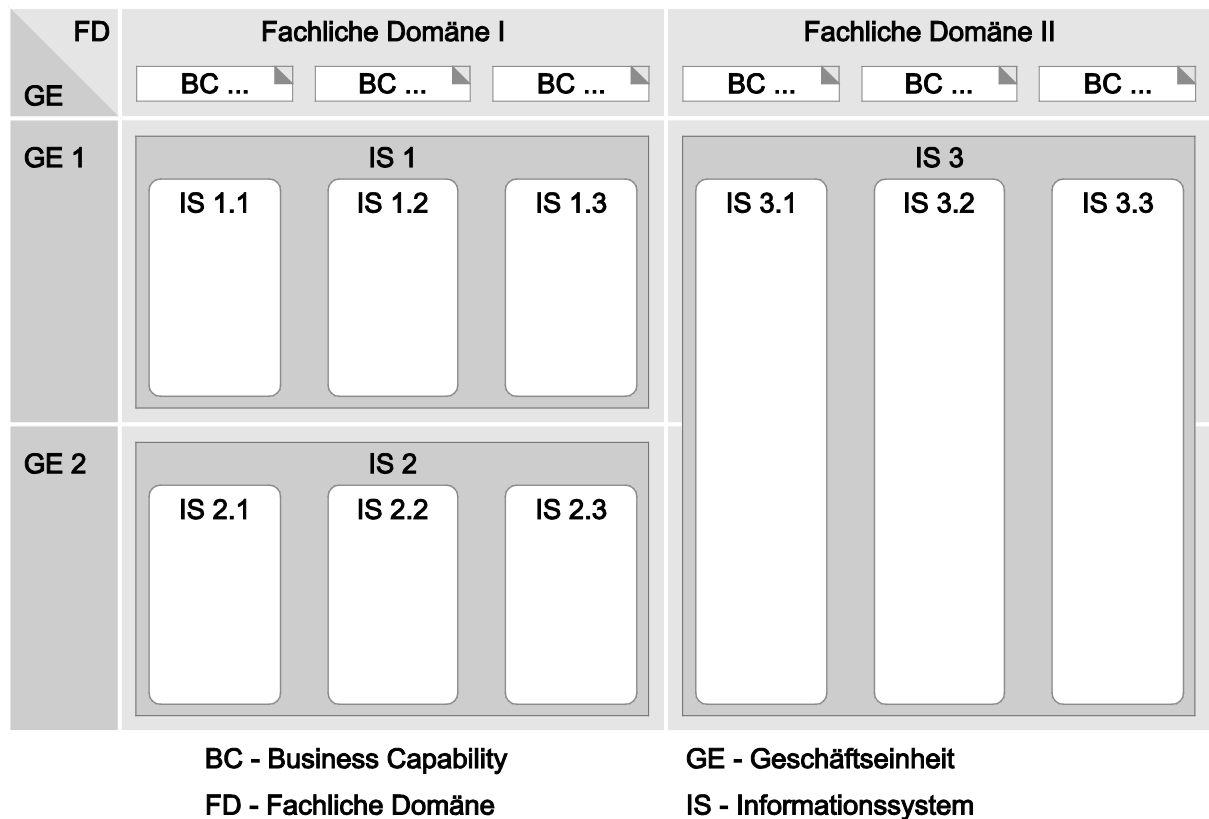 FD Fachliche Domäne I Fachliche Domäne II
GE BC ... BC ... BC ... BC ... BC ... BC ...
GE 1 IS 1 IS 3
IS 1.1 IS 1.2 IS 1.3 IS 3.1 IS 3.2 IS 3.3
GE 2 IS 2
IS 2.1 IS 2.2 IS 2.3
BC - Business Capability GE - Geschäftseinheit
FD - Fachliche Domäne IS - Informationssystem